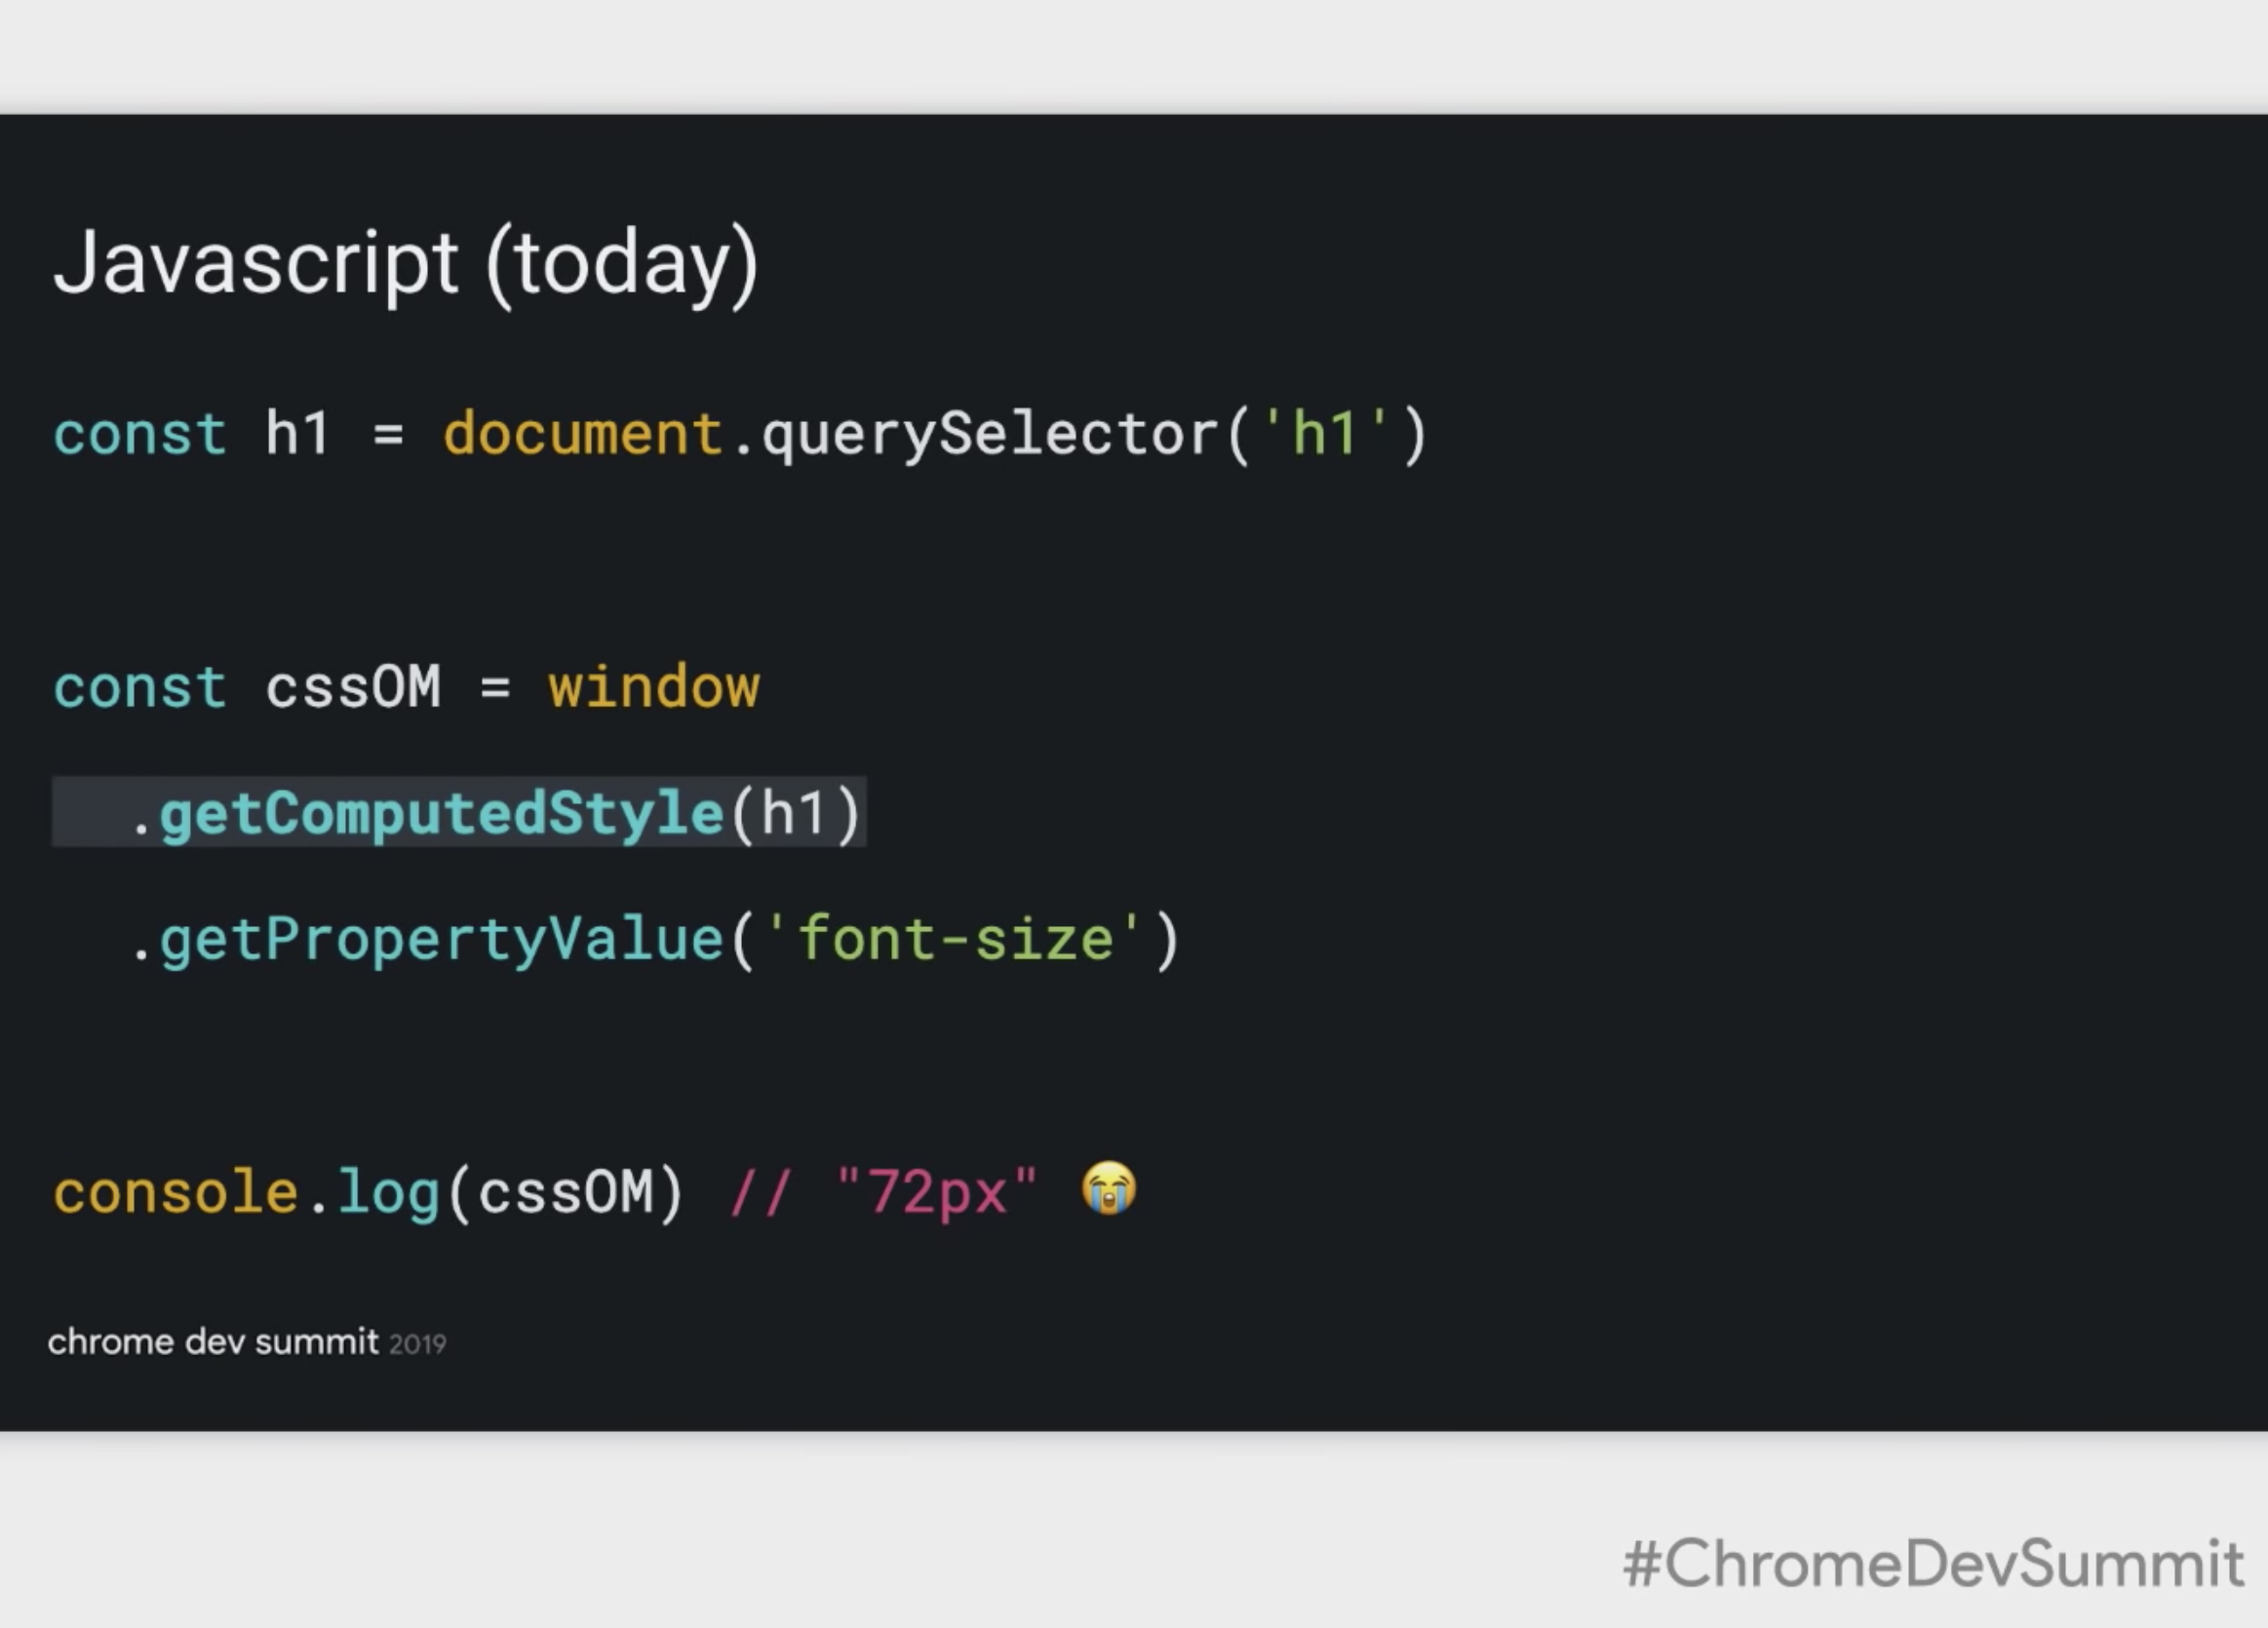 Javascript (today)
const h1 = document.querySelector('h1')
const cssOM = window
.getComputedStyle(h1)
.getPropertyValue('font-size')
console.log(cssOM) // "72px" 😭
chrome dev summit 2019
#ChromeDevSummit